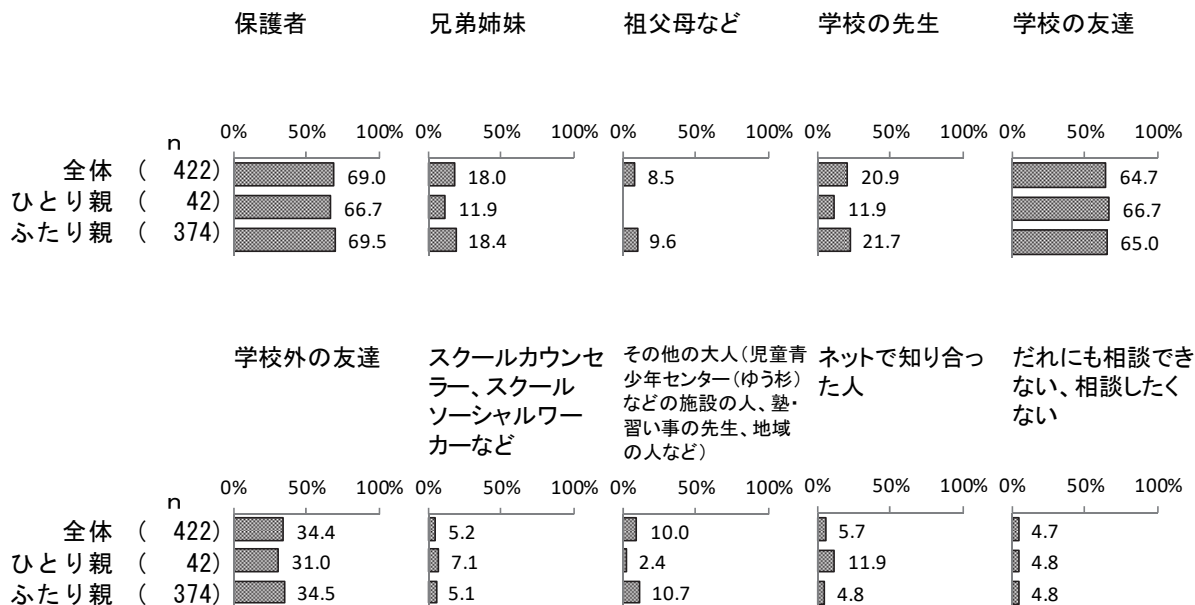 保護者 兄弟姉妹 祖父母など 学校の先生 学校の友達
0% 50% 100% 0% 50% 100% 0% 50% 100% 0% 50% 100% 0% 50% 100%
n
全体 ( 422) 69.0 18.0 8.5 20.9 64.7
ひとり親 ( 42) 66.7 11.9 11.9 66.7
ふたり親 ( 374) 69.5 18.4 9.6 21.7 65.0
学校外の友達
スクールカウンセ
ラー、スクール
ソーシャルワー
カーなど
その他の大人(児童青
少年センター(ゆう杉)
などの施設の人、塾・
習い事の先生、地域
の人など)
ネットで知り合っ
た人
だれにも相談でき
ない、相談したく
ない
0% 50% 100% 0% 50% 100% 0% 50% 100% 0% 50% 100% 0% 50% 100%
n
全体 ( 422) 34.4 5.2 10.0 5.7 4.7
ひとり親 ( 42) 31.0 7.1 2.4 11.9 4.8
ふたり親 ( 374) 34.5 5.1 10.7 4.8 4.8